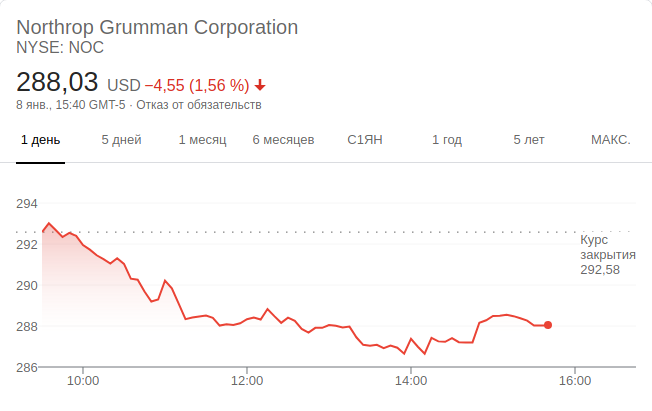 Northrop Grumman Corporation
NYSE: NOC
288,03 USD −4,55 (1,56 %)
8 янв., 15:40 GMT-5 · Отказ от обязательств
1 день 5 дней 1 месяц 6 месяцев С1ЯН 1 год 5 лет МАКС.
294
Курс
292
закрытия
292,58
290
288
286
10:00 12:00 14:00 16:00